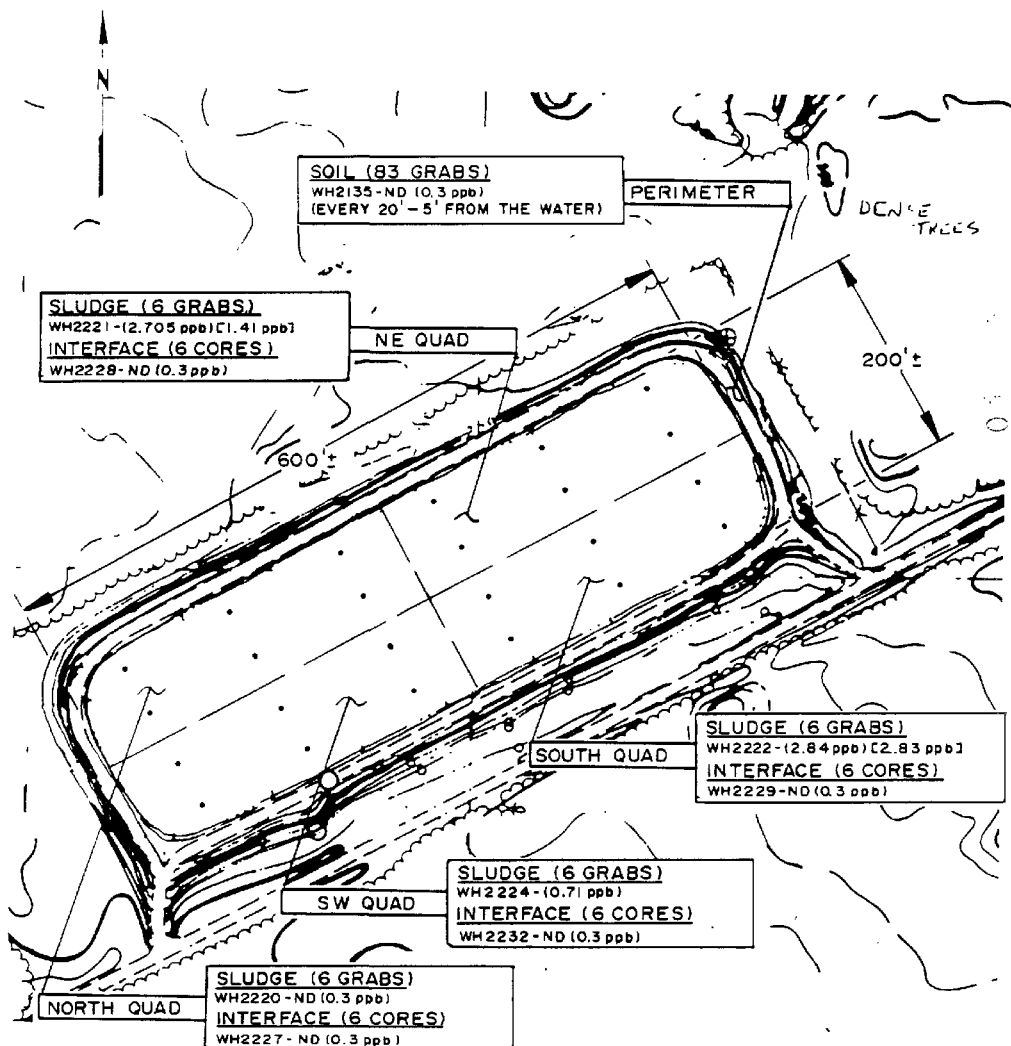 N
SOIL (83 GRABS)
WH2135-ND (0.3 ppb)
(EVERY 20'-5' FROM THE WATER)
PERIMETER
DENSE
TREES
SLUDGE (6 GRABS)
WH2221-(2.705 ppb)[1.41 ppb]
INTERFACE (6 CORES)
WH2228-ND (0.3 ppb)
NE QUAD
200'±
600'±
SOUTH QUAD
SLUDGE (6 GRABS)
WH2222-(2.84 ppb)[2.83 ppb]
INTERFACE (6 CORES)
WH2229-ND (0.3 ppb)
SW QUAD
SLUDGE (6 GRABS)
WH2224-(0.71 ppb)
INTERFACE (6 CORES)
WH2232-ND (0.3 ppb)
NORTH QUAD
SLUDGE (6 GRABS)
WH2220-ND (0.3 ppb)
INTERFACE (6 CORES)
WH2227-ND (0.3 ppb)